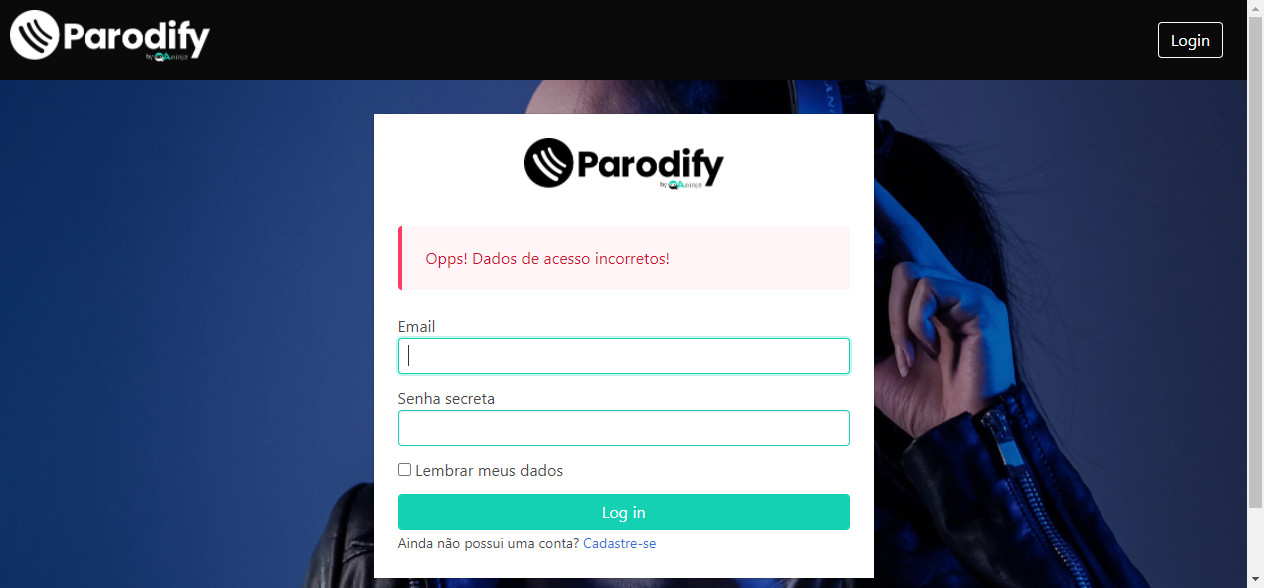 Parodify
by QAninja
Login
Parodify
by QAninja
Opps! Dados de acesso incorretos!
Email
Senha secreta
Lembrar meus dados
Log in
Ainda não possui uma conta? Cadastre-se